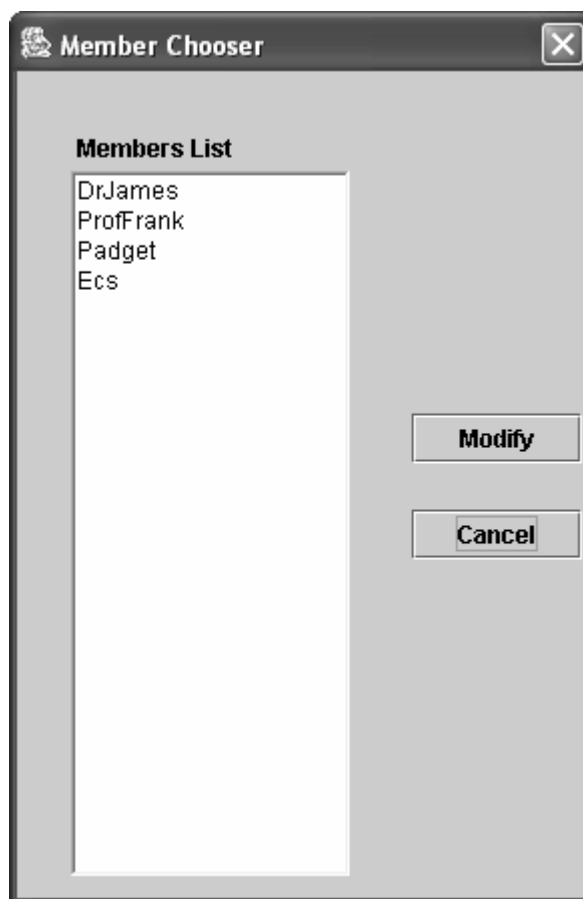 Member Chooser
Members List
DrJames
ProfFrank
Padget
Ecs
Modify
Cancel